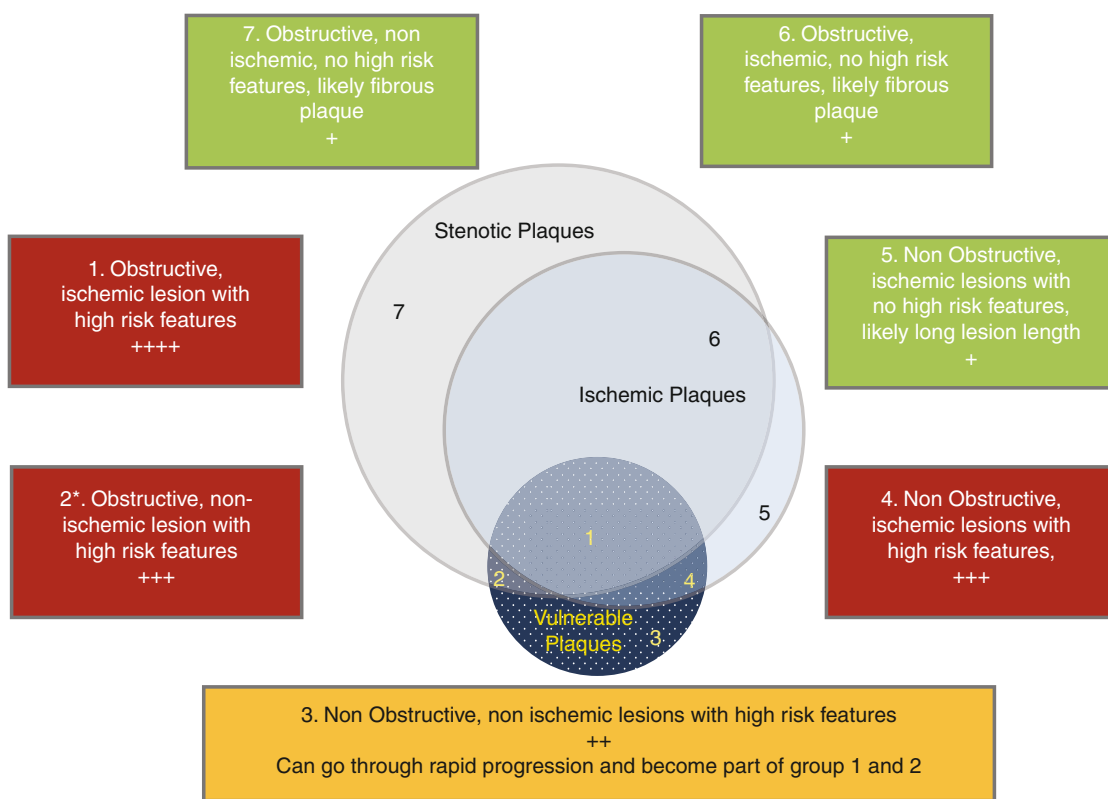 7. Obstructive, non
ischemic, no high risk
features, likely fibrous
plaque
+
6. Obstructive,
ischemic, no high risk
features, likely fibrous
plaque
+
Stenotic Plaques
1. Obstructive,
ischemic lesion with
high risk features
++++
5. Non Obstructive,
ischemic lesions with
no high risk features,
likely long lesion length
+
7
6
Ischemic Plaques
2*. Obstructive, non-
ischemic lesion with
high risk features
+++
4. Non Obstructive,
ischemic lesions with
high risk features,
+++
5
1
2
4
Vulnerable
Plaques
3
3. Non Obstructive, non ischemic lesions with high risk features
++
Can go through rapid progression and become part of group 1 and 2